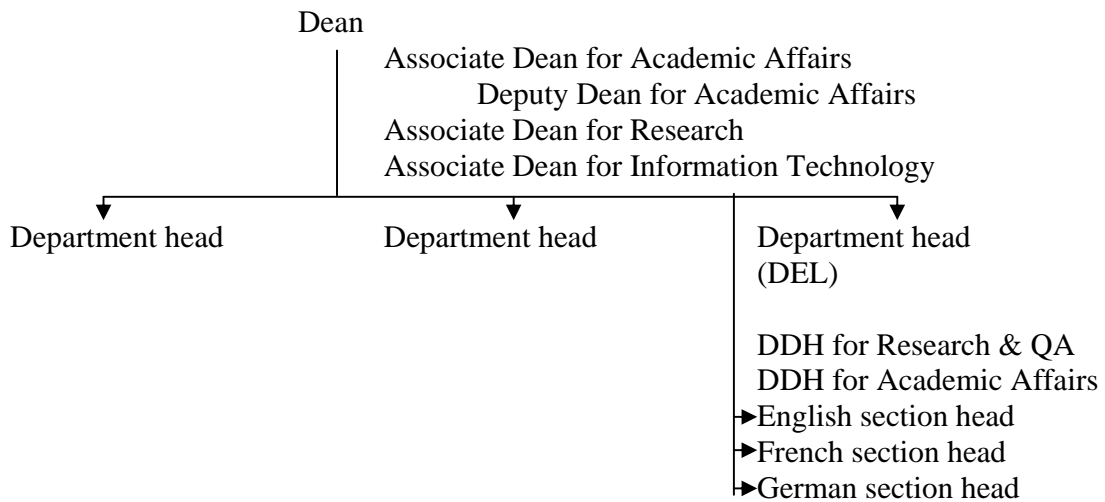 Dean
Associate Dean for Academic Affairs
Deputy Dean for Academic Affairs
Associate Dean for Research
Associate Dean for Information Technology
Department head
Department head
Department head
(DEL)
DDH for Research & QA
DDH for Academic Affairs
English section head
French section head
German section head